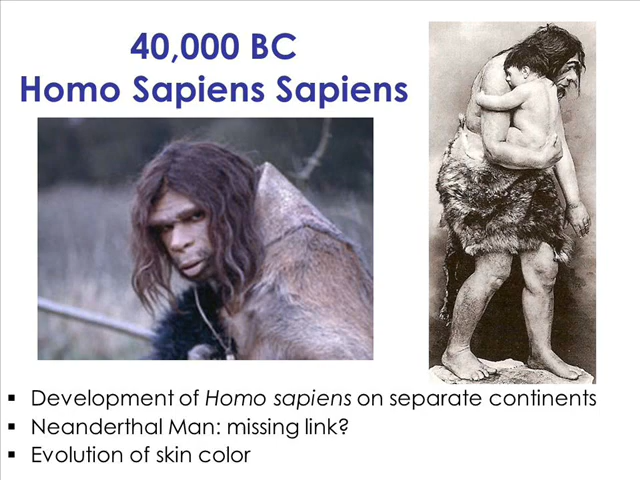 40,000 BC
Homo Sapiens Sapiens
▪ Development of Homo sapiens on separate continents
▪ Neanderthal Man: missing link?
▪ Evolution of skin color